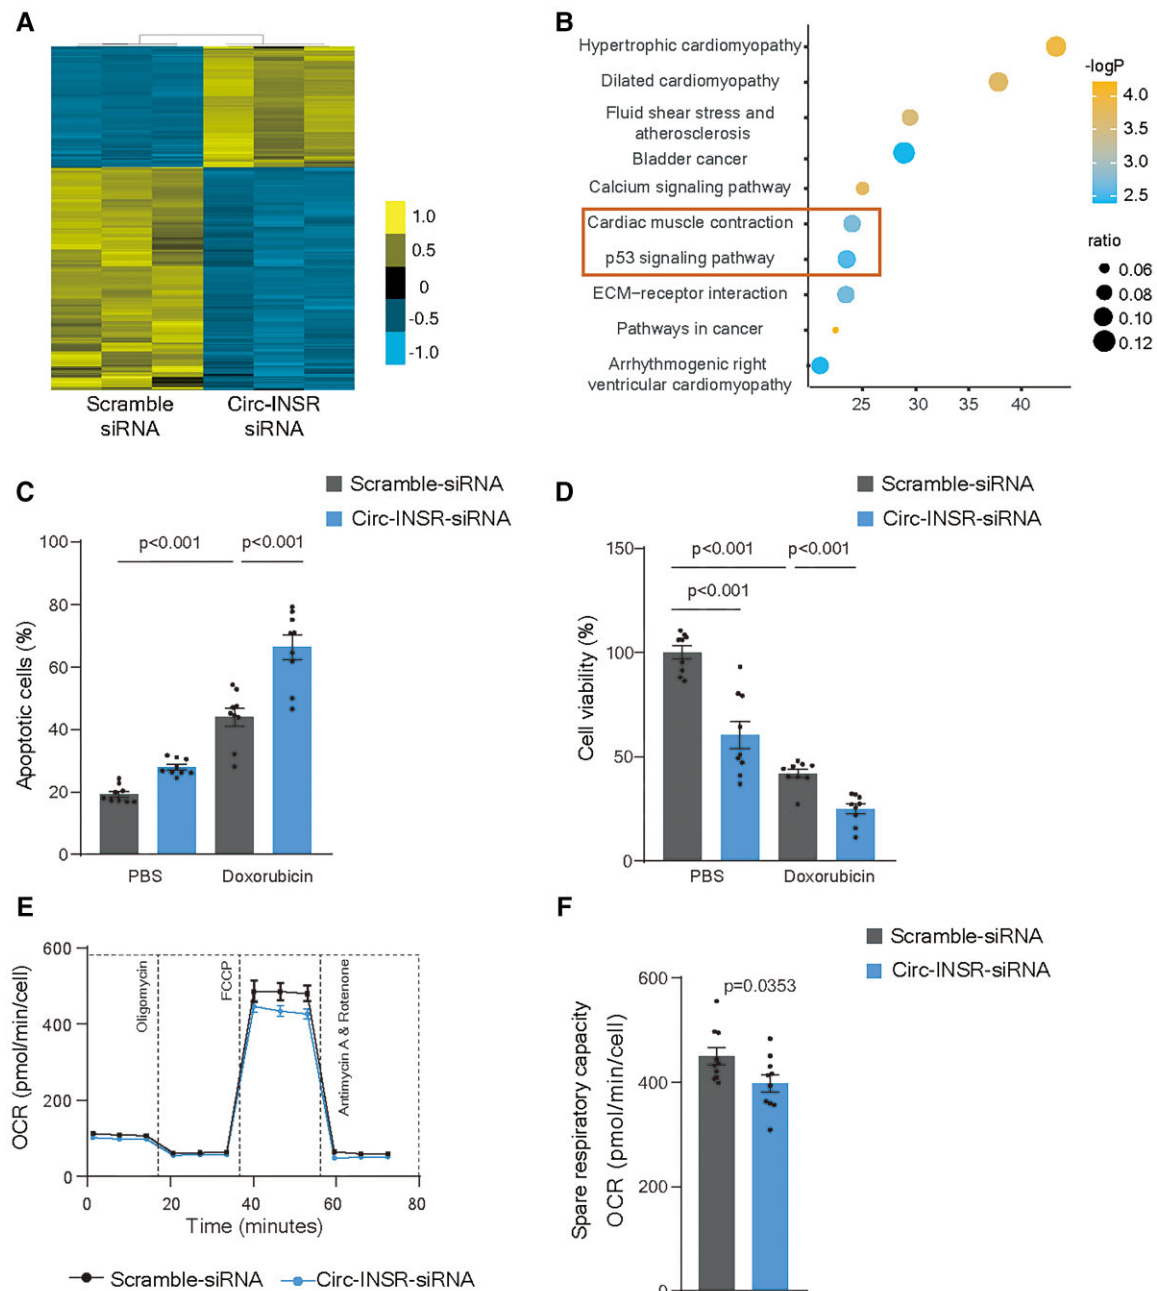 A
Scramble
siRNA
Circ-INSR
siRNA
1.0
0.5
0
-0.5
-1.0
B
Hypertrophic cardiomyopathy
Dilated cardiomyopathy
Fluid shear stress and
atherosclerosis
Bladder cancer
Calcium signaling pathway
Cardiac muscle contraction
p53 signaling pathway
ECM−receptor interaction
Pathways in cancer
Arrhythmogenic right
ventricular cardiomyopathy
25 30 35 40
-logP
4.0
3.5
3.0
2.5
ratio
0.06
0.08
0.10
0.12
C
Scramble-siRNA
Circ-INSR-siRNA
Apoptotic cells (%)
100
80
60
40
20
0
p<0.001 p<0.001
PBS Doxorubicin
D
Scramble-siRNA
Circ-INSR-siRNA
Cell viability (%)
150
100
50
0
p<0.001 p<0.001
p<0.001
PBS Doxorubicin
E
OCR (pmol/min/cell)
600
400
200
0
Oligomycin
FCCP
Antimycin A & Rotenone
0 20 40 60 80
Time (minutes)
Scramble-siRNA Circ-INSR-siRNA
F
Scramble-siRNA
Circ-INSR-siRNA
Spare respiratory capacity
OCR (pmol/min/cell)
600
400
200
0
p=0.0353